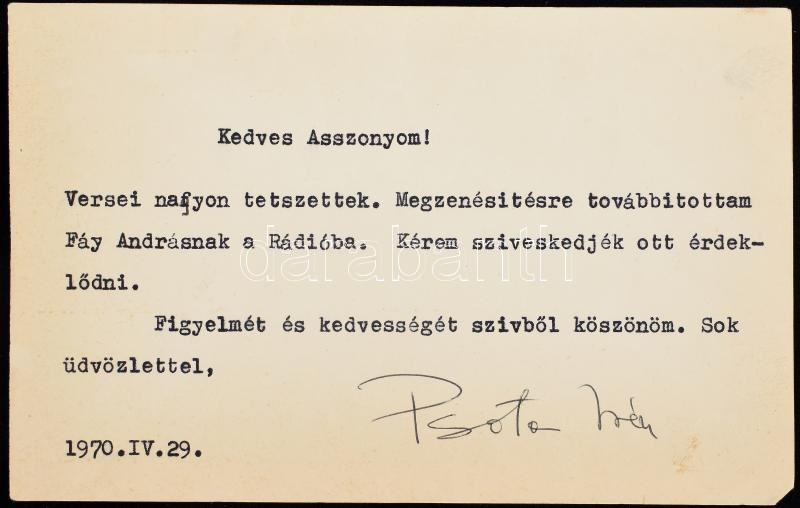 Kedves Asszonyom!
Versei nagyon tetszettek. Megzenésitésre továbbitottam
Fáy Andrásnak a Rádióba. Kérem sziveskedjék ott érdek-
lődni.
Figyelmét és kedvességét szivből köszönöm. Sok
üdvözlettel,
Psota Irén
1970.IV.29.
darabanth